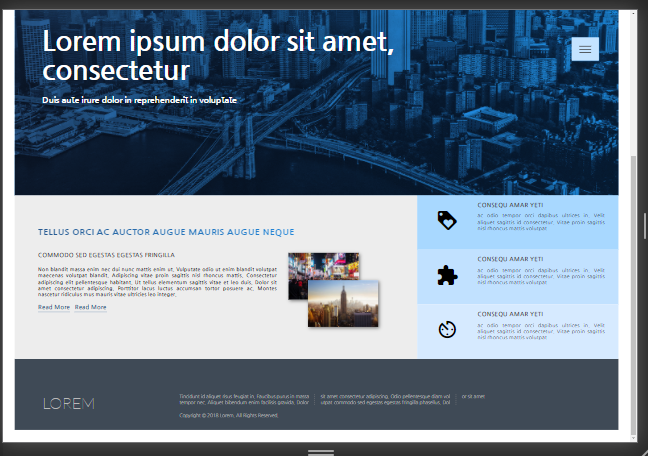 Lorem ipsum dolor sit amet,
consectetur
Duis aute irure dolor in reprehenderit in voluptate
TELLUS ORCI AC AUCTOR AUGUE MAURIS AUGUE NEQUE
COMMODO SED EGESTAS EGESTAS FRINGILLA
Non blandit massa enim nec dui nunc mattis enim ut. Vulputate odio ut enim blandit volutpat
maecenas volutpat blandit. Adipiscing vitae proin sagittis nisl rhoncus mattis. Consectetur
adipiscing elit pellentesque habitant. Ut tellus elementum sagittis vitae et leo duis. Dolor sit
amet consectetur adipiscing. Porttitor lacus luctus accumsan tortor posuere ac. Montes
nascetur ridiculus mus mauris vitae ultricies leo integer.
Read More Read More
CONSEQU AMAR YETI
ac odio tempor orci dapibus ultrices in. Velit
aliquet sagittis id consectetur. Vitae proin sagittis
nisl rhoncus mattis volutpat.
CONSEQU AMAR YETI
ac odio tempor orci dapibus ultrices in. Velit
aliquet sagittis id consectetur. Vitae proin sagittis
nisl rhoncus mattis volutpat.
CONSEQU AMAR YETI
ac odio tempor orci dapibus ultrices in. Velit
aliquet sagittis id consectetur. Vitae proin sagittis
nisl rhoncus mattis volutpat.
LOREM
Tincidunt id aliquet risus feugiat in. Faucibus purus in massa
tempor nec. Aliquet bibendum enim facilisis gravida. Dolor
sit amet consectetur adipiscing. Odio pellentesque diam vol
utpat commodo sed egestas egestas fringilla phasellus. Dol
or sit amet
Copyright © 2018 Lorem. All Rights Reserved.